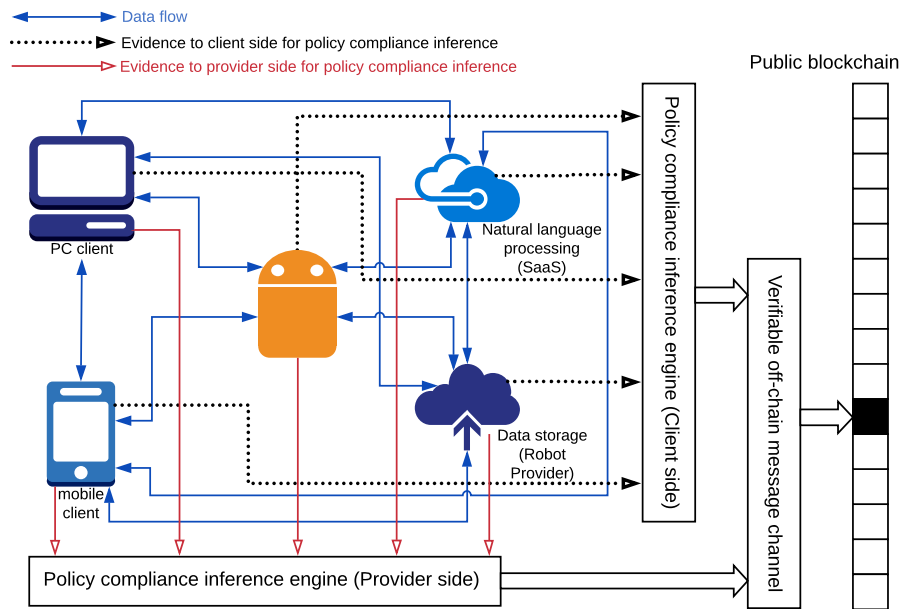 Data flow
Evidence to client side for policy compliance inference
Evidence to provider side for policy compliance inference
Public blockchain
PC client
Natural language
processing
(SaaS)
Policy compliance inference engine (Client side)
Verifiable off-chain message channel
Data storage
(Robot
Provider)
mobile
client
Policy compliance inference engine (Provider side)